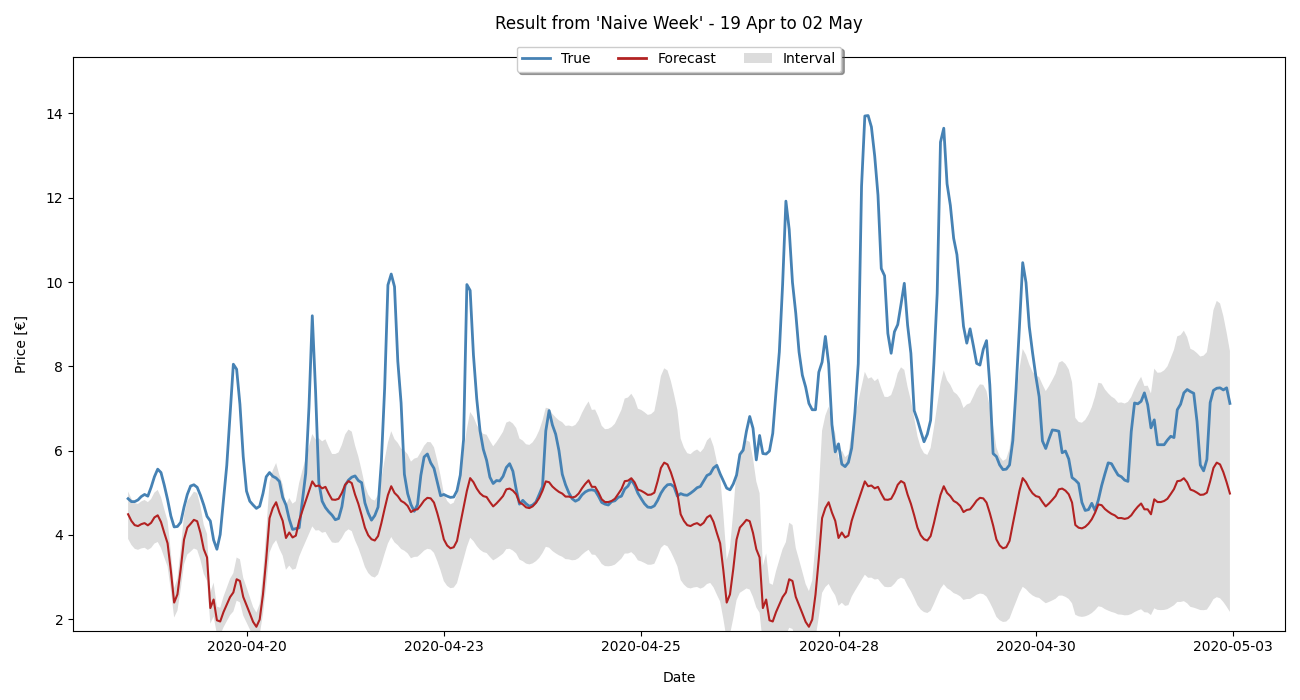 Result from 'Naive Week' - 19 Apr to 02 May
True Forecast Interval
14
12
10
8
6
4
2
Price [€]
2020-04-20 2020-04-23 2020-04-25 2020-04-28 2020-04-30 2020-05-03
Date